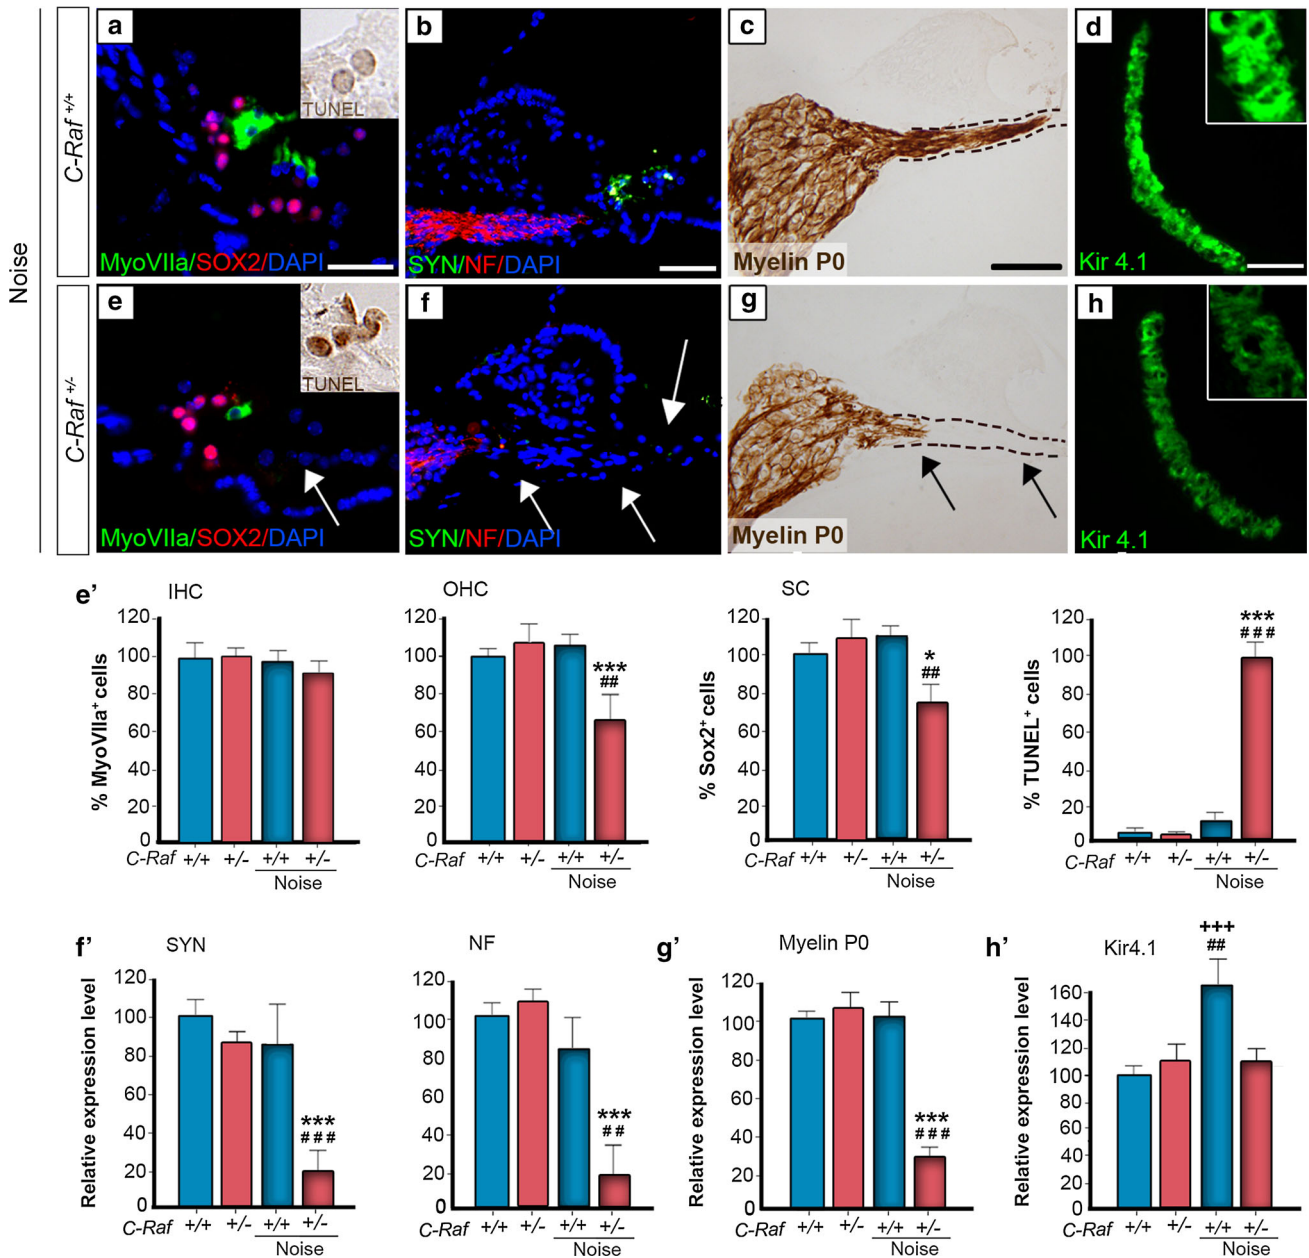 Noise
C-Raf +/+
a
TUNEL
MyoVIIa/SOX2/DAPI
b
SYN/NF/DAPI
c
Myelin P0
d
Kir 4.1
C-Raf +/-
e
TUNEL
MyoVIIa/SOX2/DAPI
f
SYN/NF/DAPI
g
Myelin P0
h
Kir 4.1
e’
IHC
% MyoVIIa+ cells
120
100
80
60
40
20
0
C-Raf +/+ +/- +/+ +/-
Noise
OHC
120
100
80
60
40
20
0
***
##
+/+ +/- +/+ +/-
Noise
SC
% Sox2+ cells
120
100
80
60
40
20
0
*
##
C-Raf +/+ +/- +/+ +/-
Noise
% TUNEL+ cells
120
100
80
60
40
20
0
***
###
C-Raf +/+ +/- +/+ +/-
Noise
f’
SYN
Relative expression level
120
100
80
60
40
20
0
***
###
C-Raf +/+ +/- +/+ +/-
Noise
NF
120
100
80
60
40
20
0
***
##
+/+ +/- +/+ +/-
Noise
g’
Myelin P0
Relative expression level
120
100
80
60
40
20
0
***
###
C-Raf +/+ +/- +/+ +/-
Noise
h’
Kir4.1
Relative expression level
160
140
120
100
80
60
40
20
0
+++
##
C-Raf +/+ +/- +/+ +/-
Noise